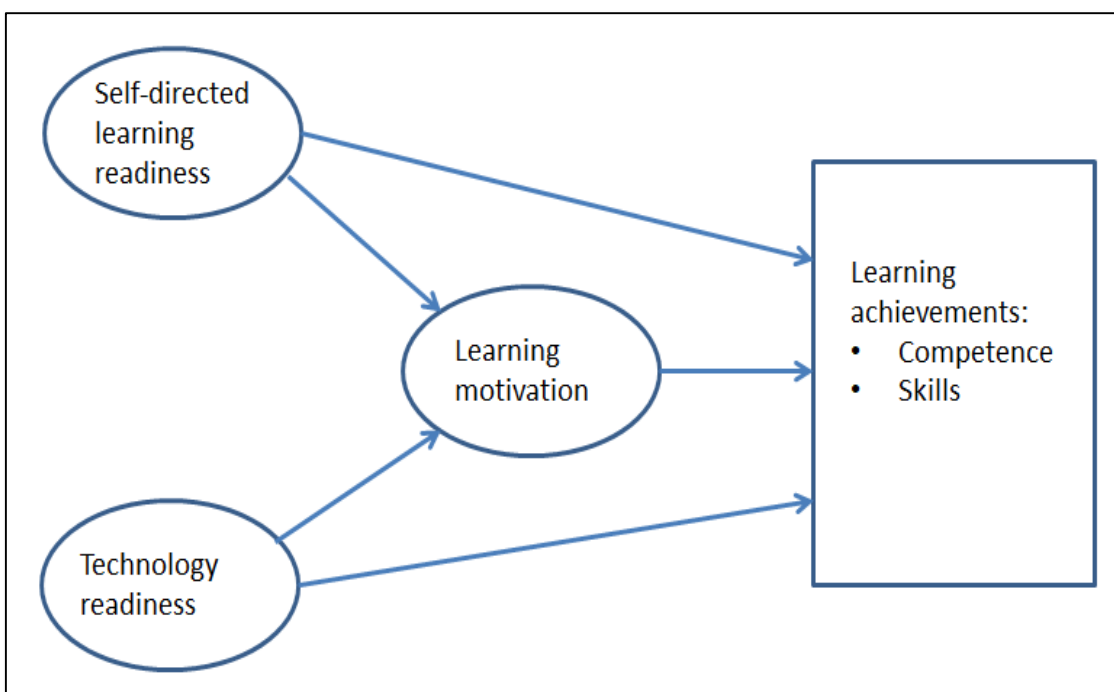 Self-directed
learning
readiness
Learning
motivation
Technology
readiness
Learning
achievements:
• Competence
• Skills